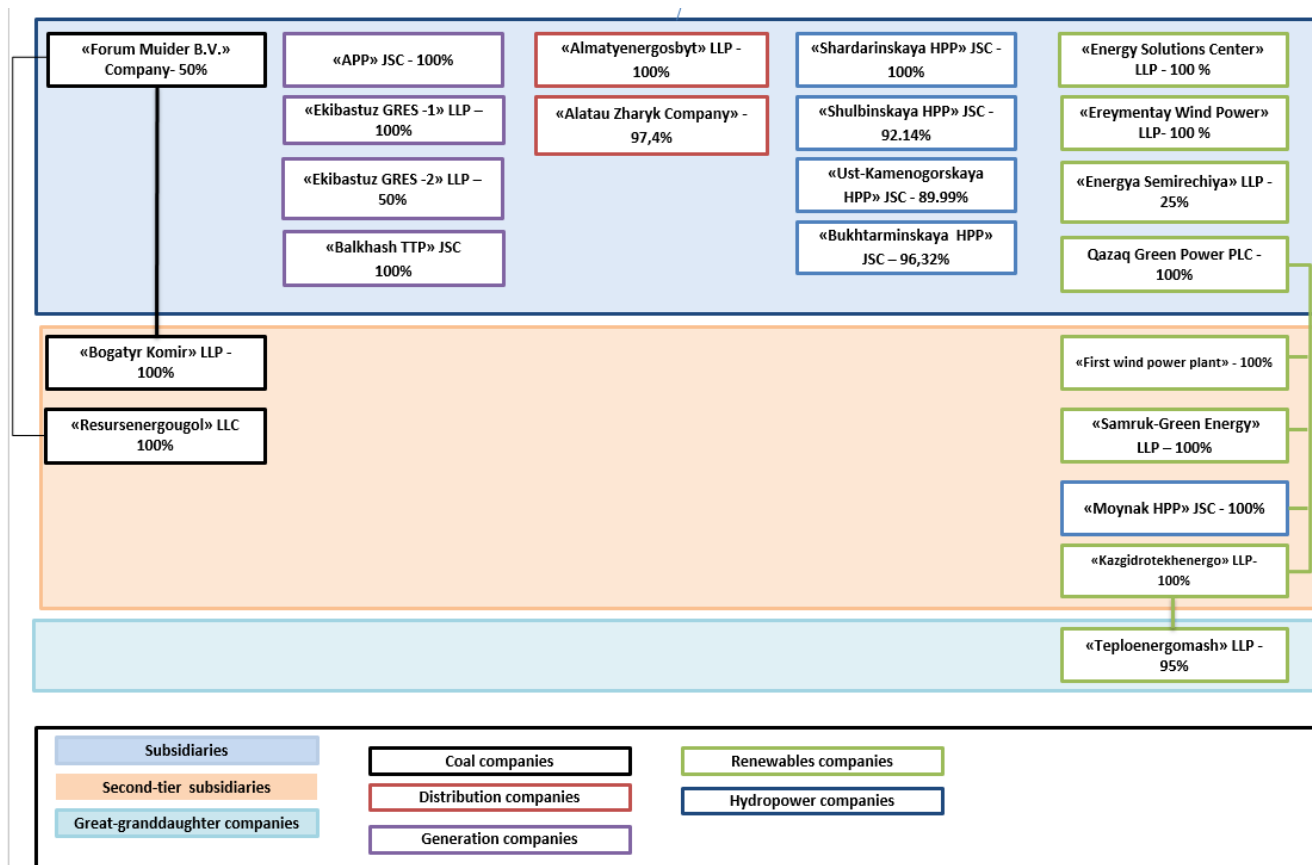 «Forum Muider B.V.»
Company- 50%
«APP» JSC - 100%
«Ekibastuz GRES -1» LLP –
100%
«Ekibastuz GRES -2» LLP –
50%
«Balkhash TTP» JSC
100%
«Almatyenergosbyt» LLP -
100%
«Alatau Zharyk Company» -
97,4%
«Shardarinskaya HPP» JSC -
100%
«Shulbinskaya HPP» JSC -
92.14%
«Ust-Kamenogorskaya
HPP» JSC - 89.99%
«Bukhtarminskaya HPP»
JSC – 96,32%
«Energy Solutions Center»
LLP - 100 %
«Ereymentay Wind Power»
LLP- 100 %
«Energya Semirechiya» LLP -
25%
Qazaq Green Power PLC -
100%
«Bogatyr Komir» LLP -
100%
«Resursenergougol» LLC
100%
«First wind power plant» - 100%
«Samruk-Green Energy»
LLP – 100%
«Moynak HPP» JSC - 100%
«Kazgidrotekhenergo» LLP-
100%
«Teploenergomash» LLP -
95%
Subsidiaries
Second-tier subsidiaries
Great-granddaughter companies
Coal companies
Distribution companies
Generation companies
Renewables companies
Hydropower companies